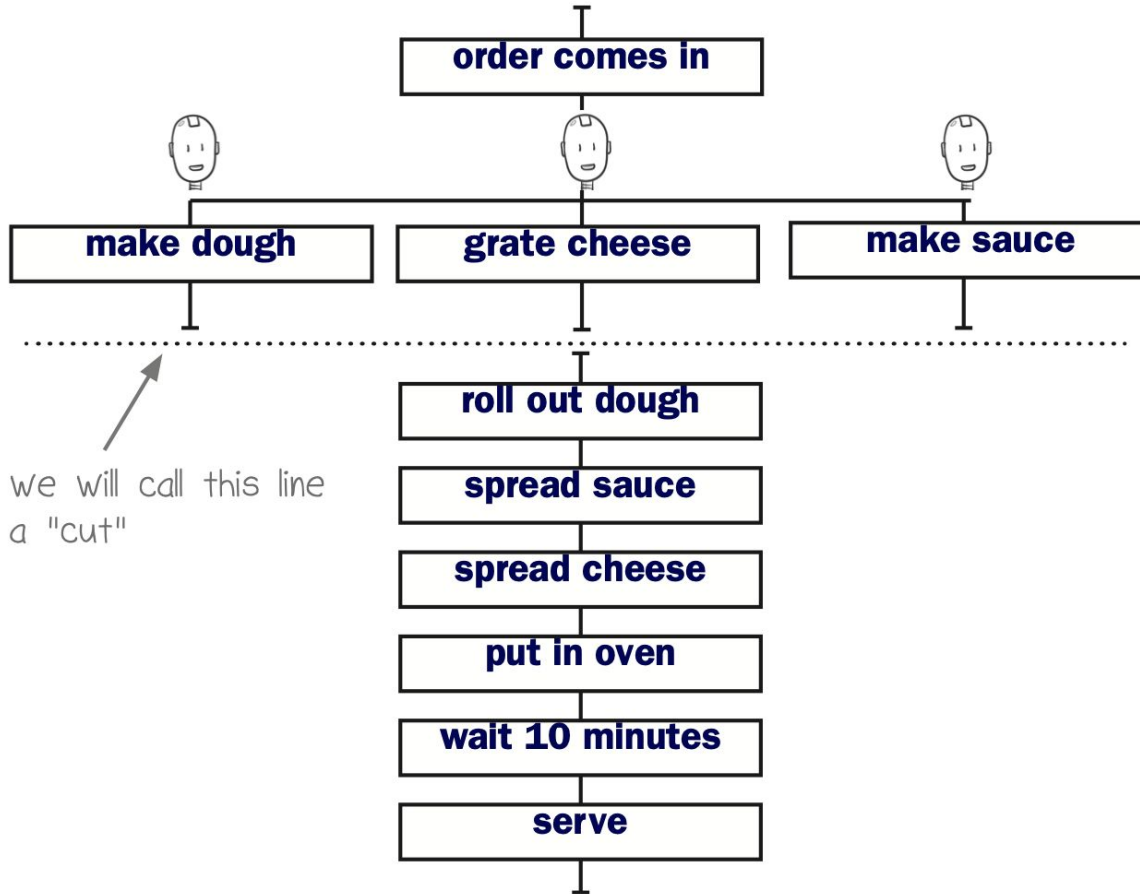 order comes in
make dough
grate cheese
make sauce
roll out dough
we will call this line
a "cut"
spread sauce
spread cheese
put in oven
wait 10 minutes
serve